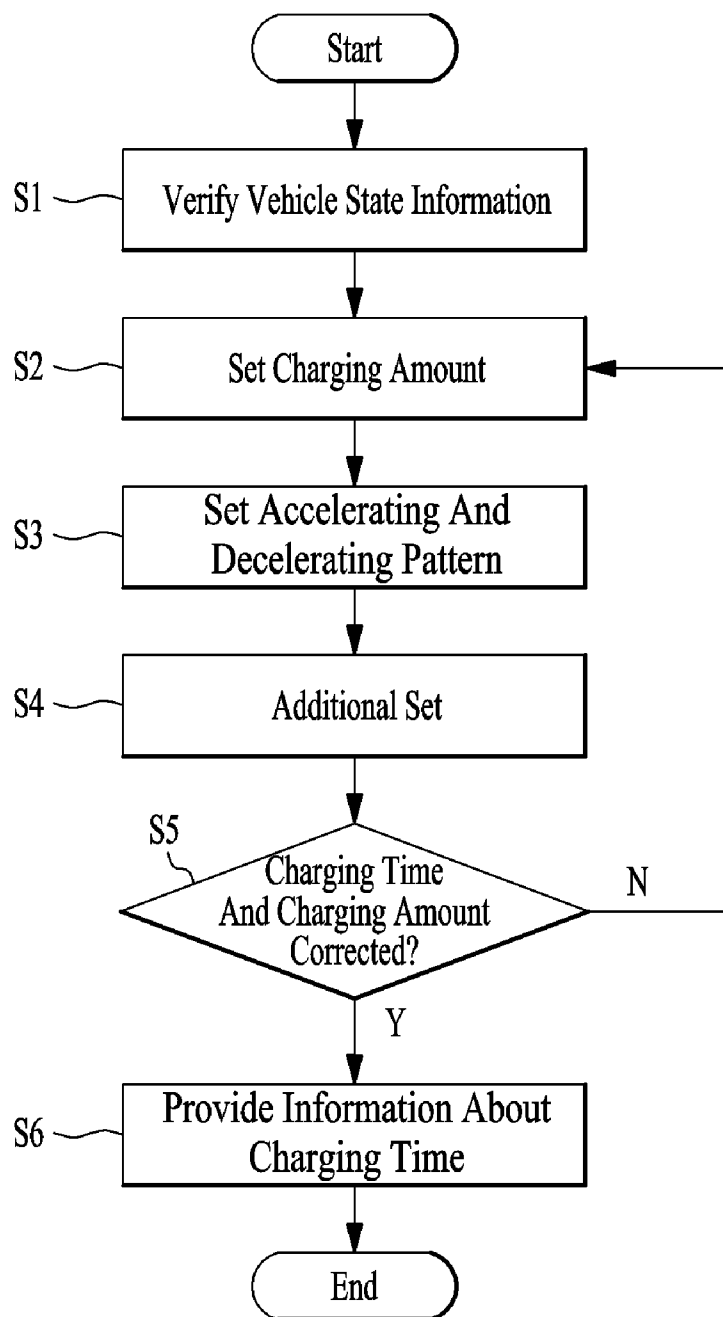 Start
S1
Verify Vehicle State Information
S2
Set Charging Amount
S3
Set Accelerating And
Decelerating Pattern
S4
Additional Set
S5
Charging Time
And Charging Amount
Corrected?
N
Y
S6
Provide Information About
Charging Time
End